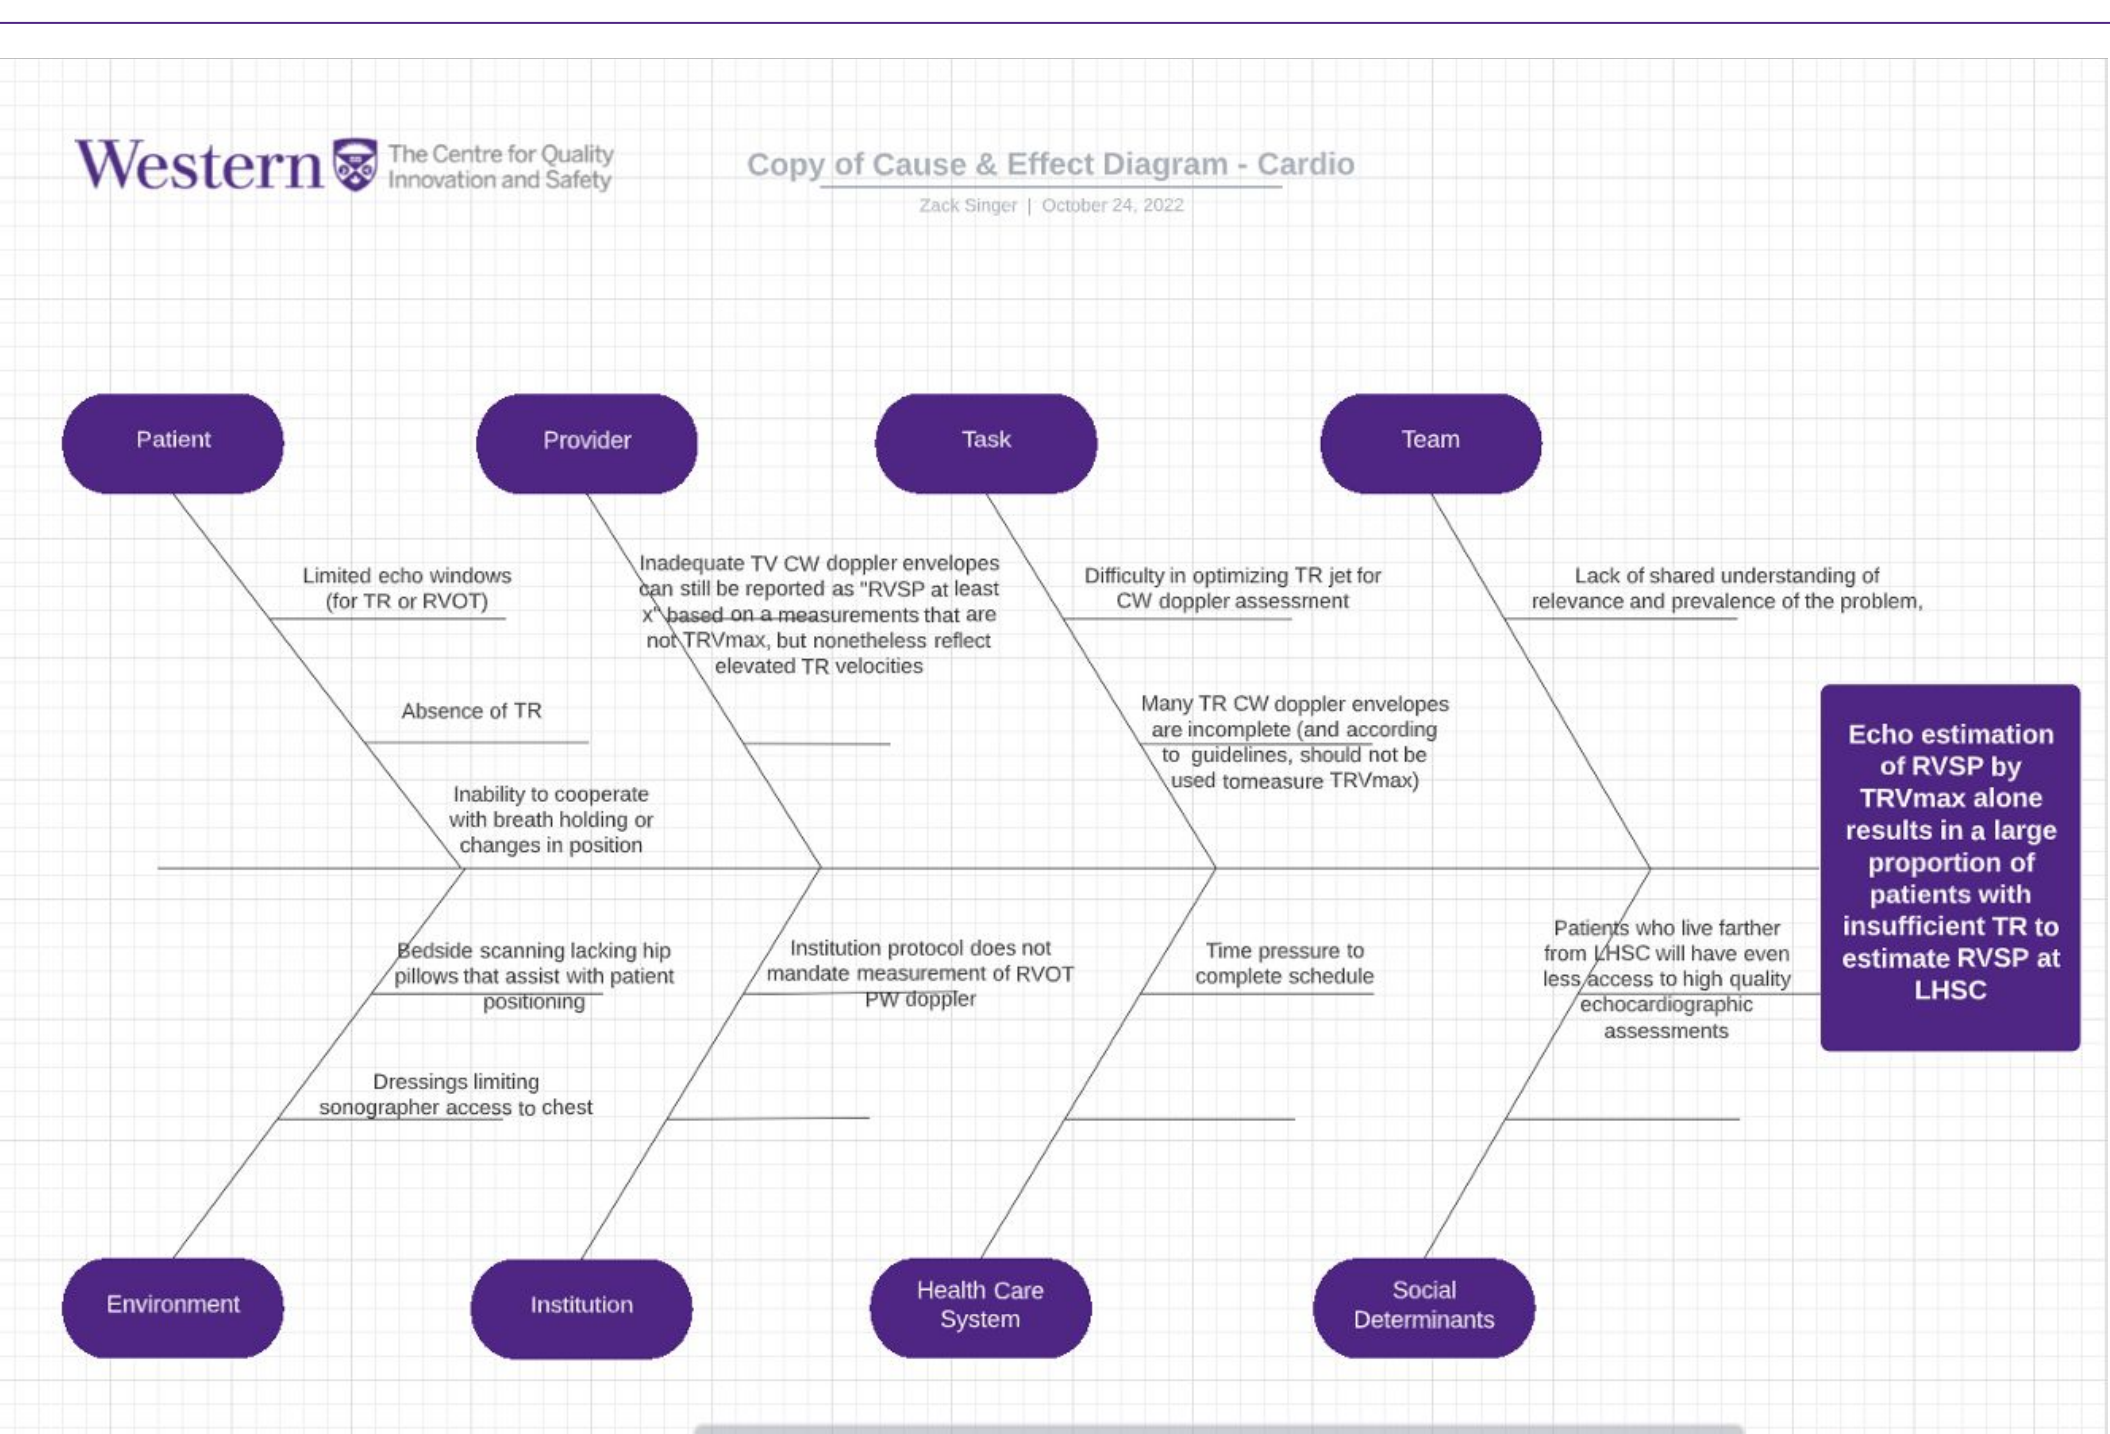 Western
The Centre for Quality
Innovation and Safety
Copy of Cause & Effect Diagram - Cardio
Zack Singer | October 24, 2022
Patient
Provider
Task
Team
Limited echo windows
(for TR or RVOT)
Absence of TR
Inability to cooperate
with breath holding or
changes in position
Inadequate TV CW doppler envelopes
can still be reported as "RVSP at least
x" based on a measurements that are
not TRVmax, but nonetheless reflect
elevated TR velocities
Difficulty in optimizing TR jet for
CW doppler assessment
Many TR CW doppler envelopes
are incomplete (and according
to guidelines, should not be
used tomeasure TRVmax)
Lack of shared understanding of
relevance and prevalence of the problem,
Echo estimation
of RVSP by
TRVmax alone
results in a large
proportion of
patients with
insufficient TR to
estimate RVSP at
LHSC
Bedside scanning lacking hip
pillows that assist with patient
positioning
Dressings limiting
sonographer access to chest
Institution protocol does not
mandate measurement of RVOT
PW doppler
Time pressure to
complete schedule
Patients who live farther
from LHSC will have even
less access to high quality
echocardiographic
assessments
Environment
Institution
Health Care
System
Social
Determinants